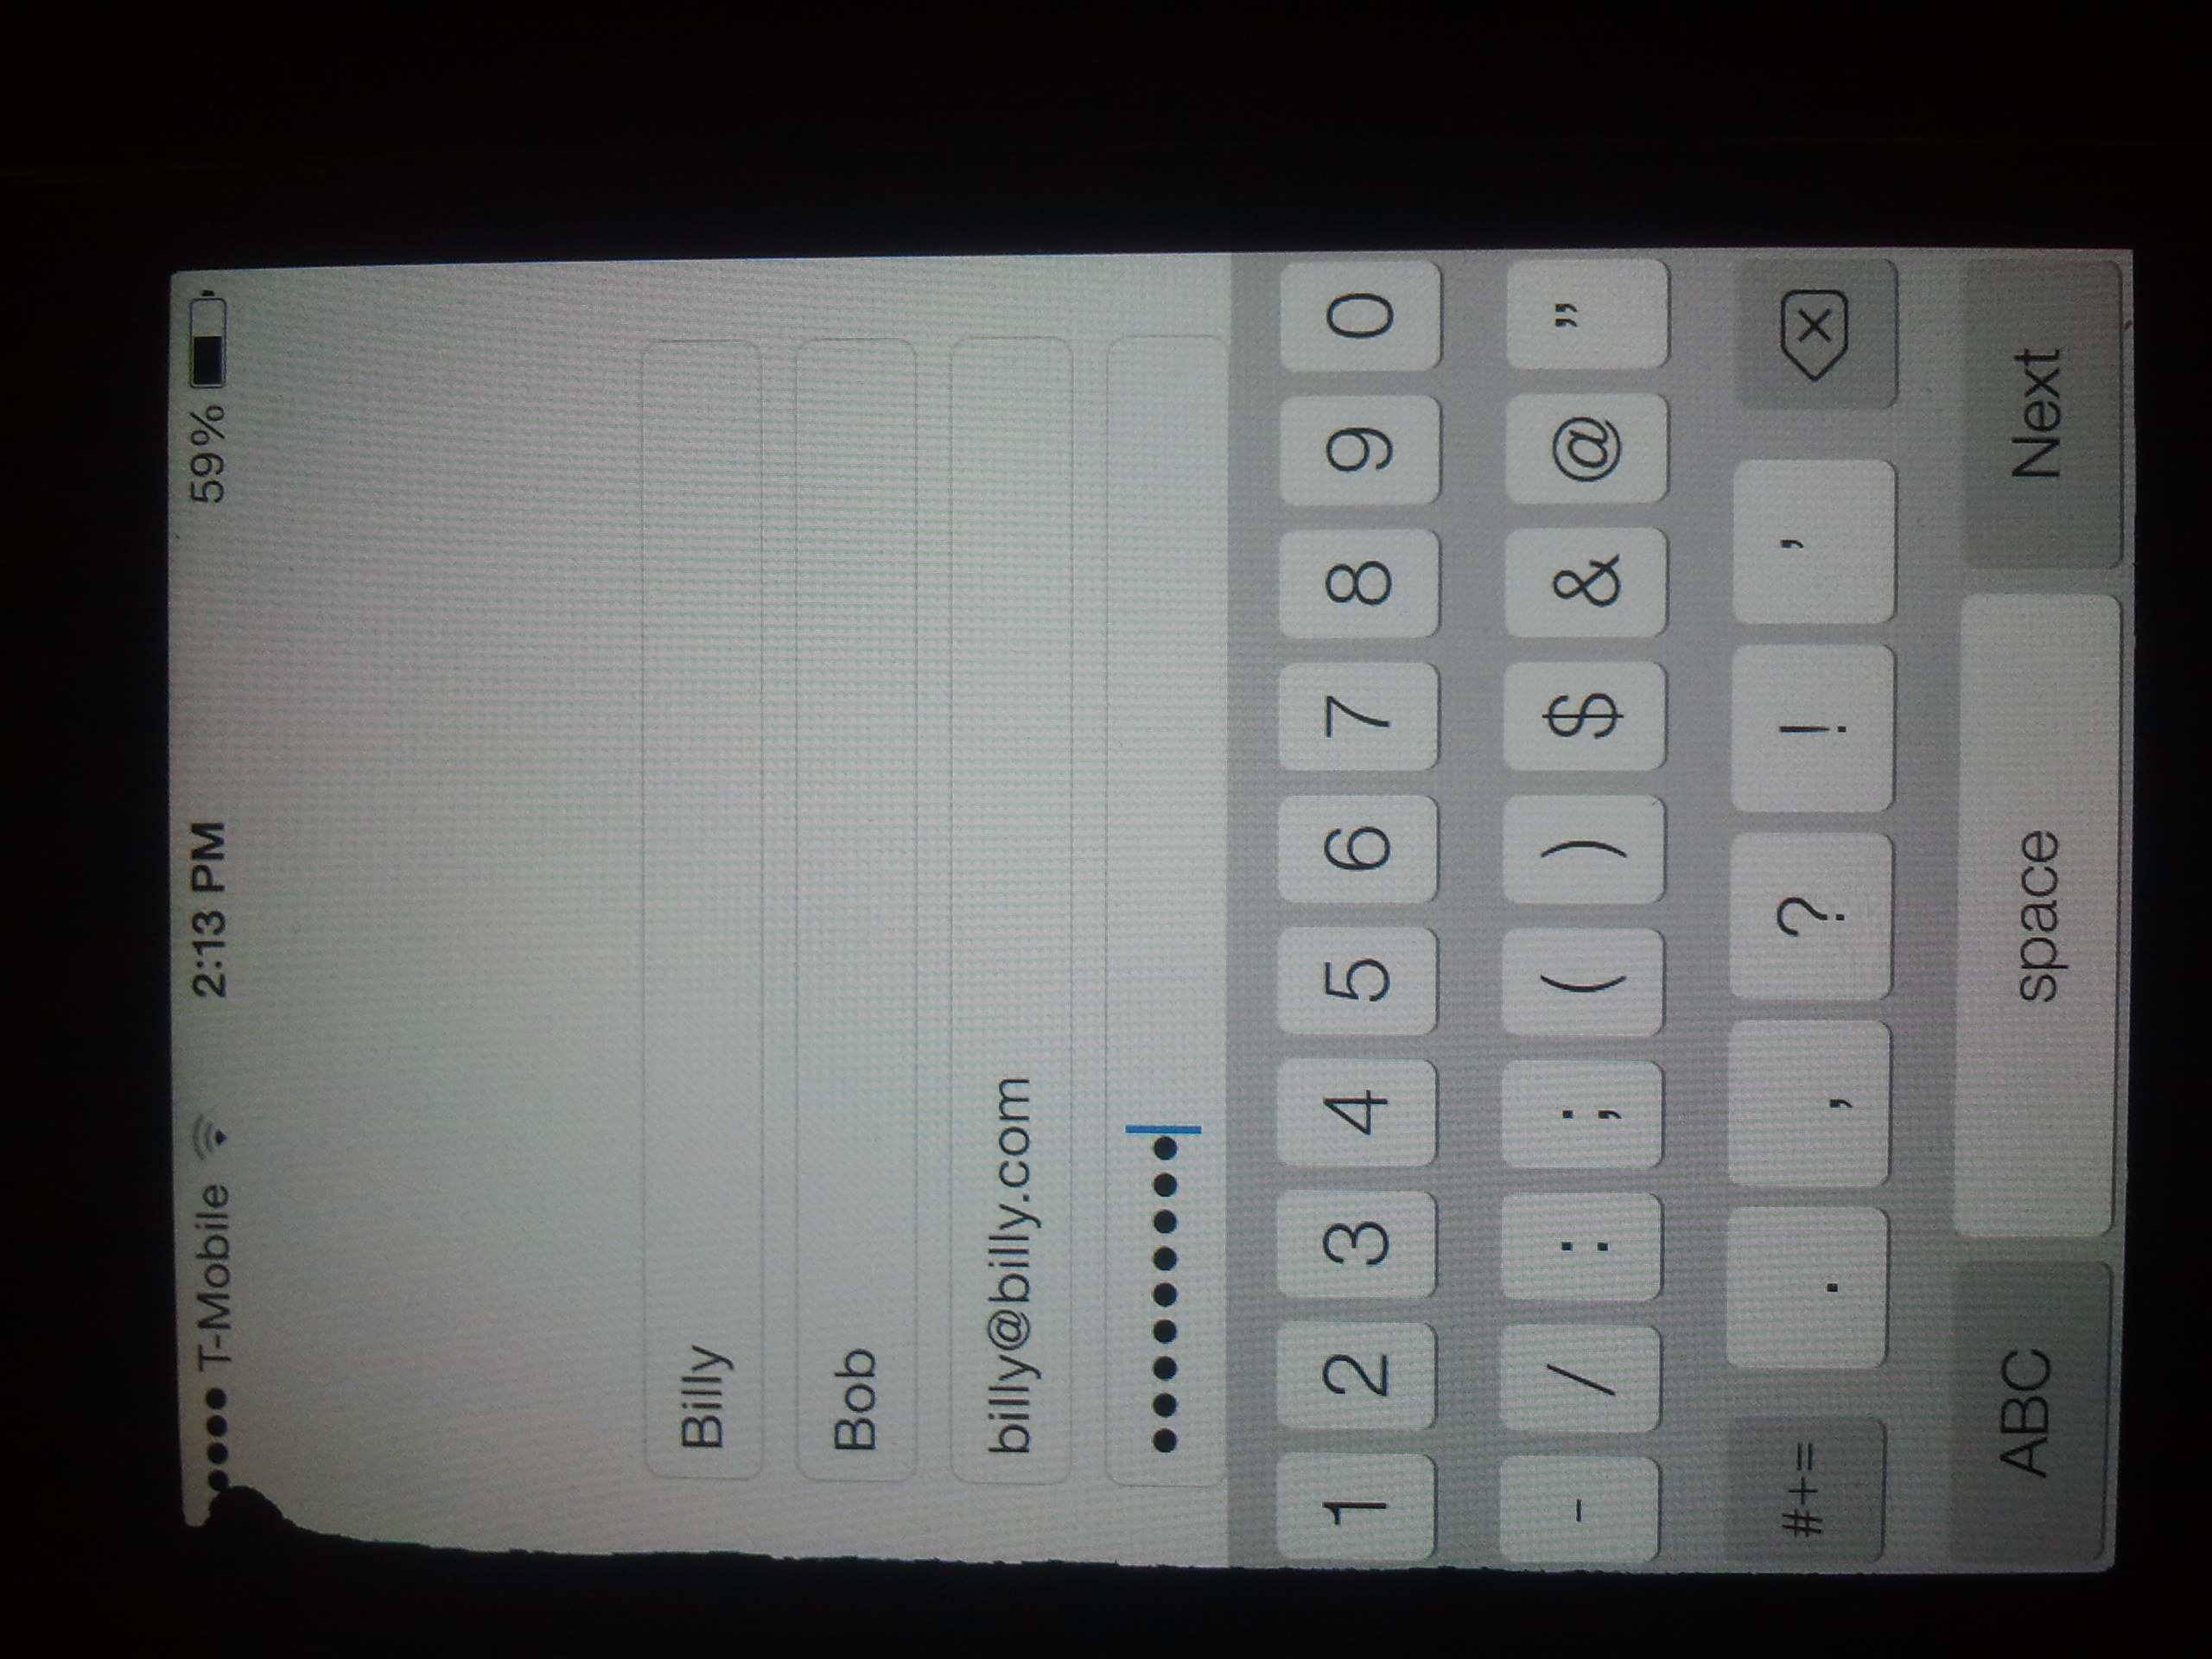 T-Mobile 2:13 PM 59%
Billy
Bob
billy@billy.com
•••••••••
1 2 3 4 5 6 7 8 9 0
- / : ; ( ) $ & @ "
#+= . , ? ! '
ABC space Next